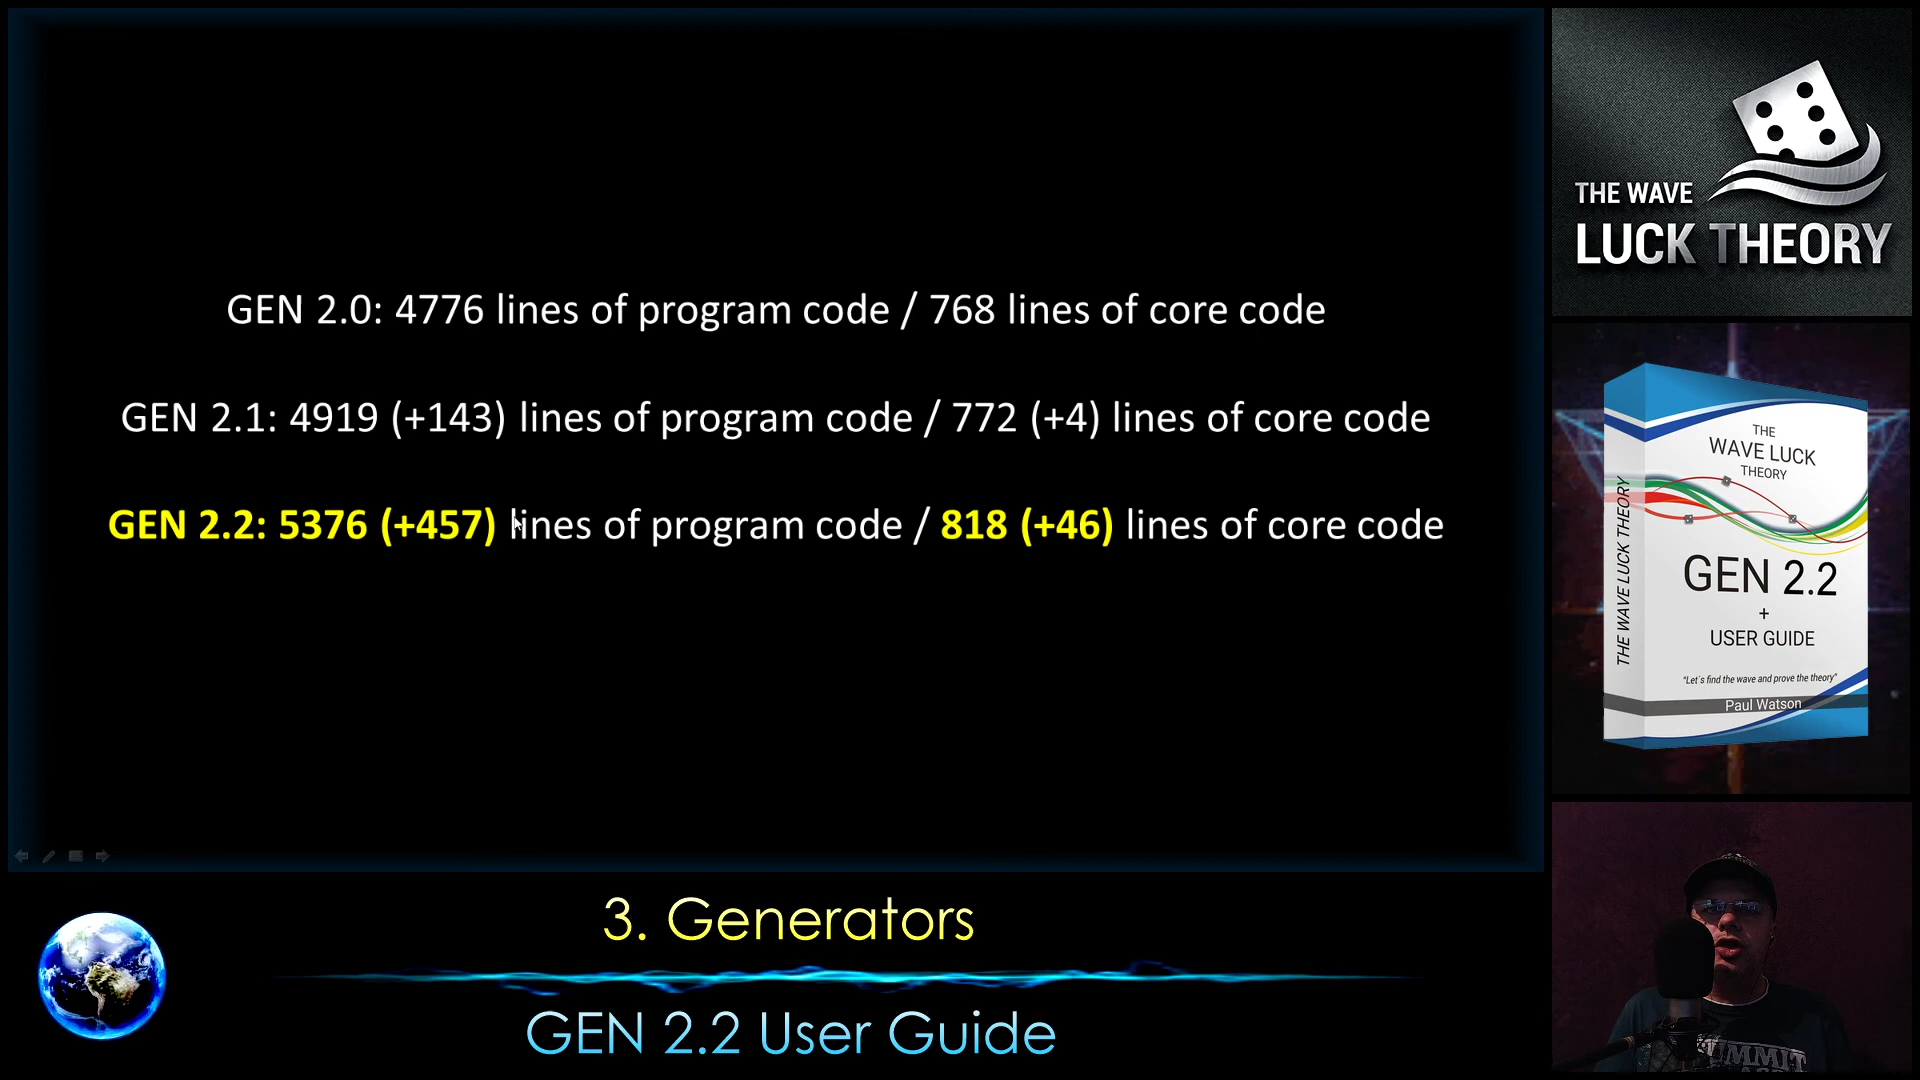 GEN 2.0: 4776 lines of program code / 768 lines of core code
GEN 2.1: 4919 (+143) lines of program code / 772 (+4) lines of core code
GEN 2.2: 5376 (+457) lines of program code / 818 (+46) lines of core code
3. Generators
GEN 2.2 User Guide
THE WAVE
LUCK THEORY
THE WAVE LUCK THEORY
THE
WAVE LUCK
THEORY
GEN 2.2
+
USER GUIDE
"Let´s find the wave and prove the theory"
Paul Watson